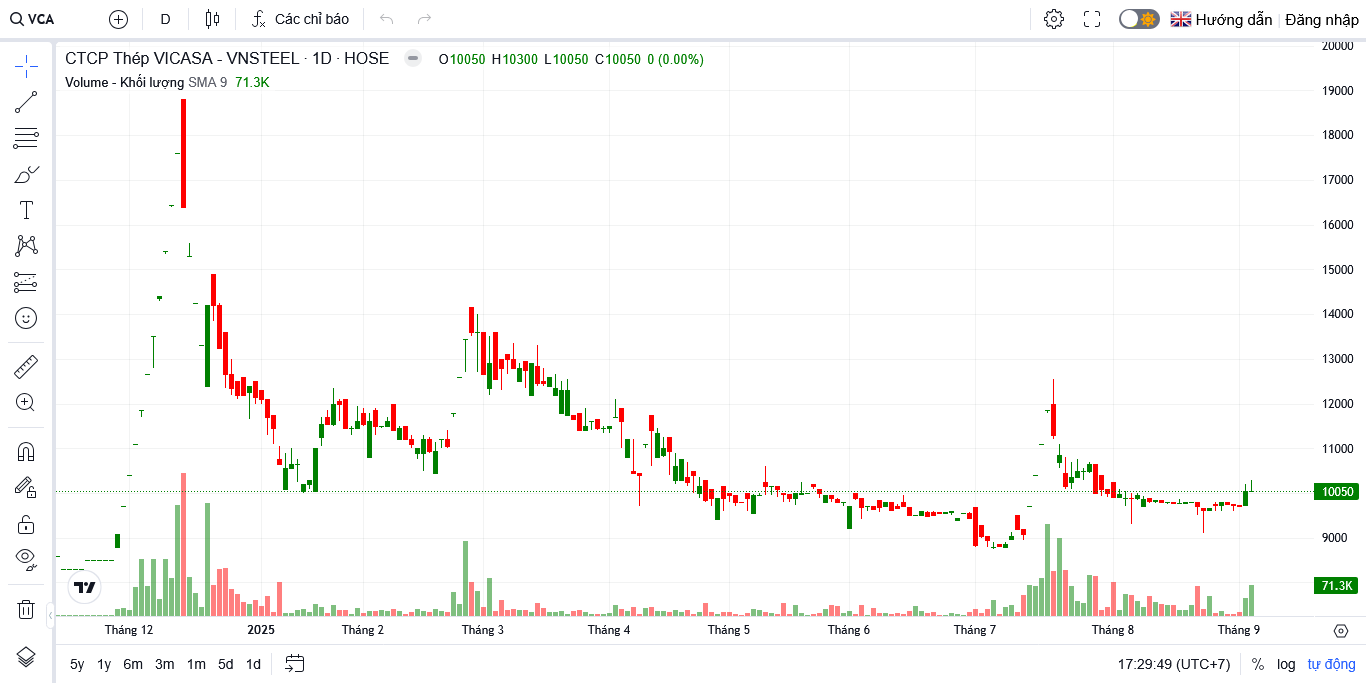 VCA D Các chỉ báo Hướng dẫn Đăng nhập
CTCP Thép VICASA - VNSTEEL · 1D · HOSE O10050 H10300 L10050 C10050 0 (0.00%)
Volume - Khối lượng SMA 9 71.3K
20000
19000
18000
17000
16000
15000
14000
13000
12000
11000
10050
9000
71.3K
Tháng 12 2025 Tháng 2 Tháng 3 Tháng 4 Tháng 5 Tháng 6 Tháng 7 Tháng 8 Tháng 9
5y 1y 6m 3m 1m 5d 1d 17:29:49 (UTC+7) % log tự động